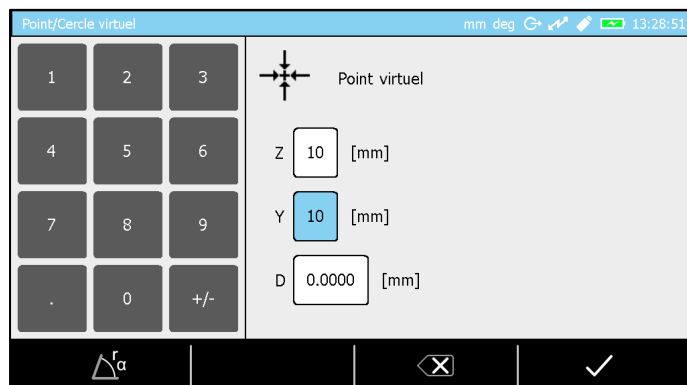 Point/Cercle virtuel mm deg 13:28:51
1 2 3
Point virtuel
4 5 6
Z 10 [mm]
7 8 9
Y 10 [mm]
. 0 +/-
D 0.0000 [mm]
r α